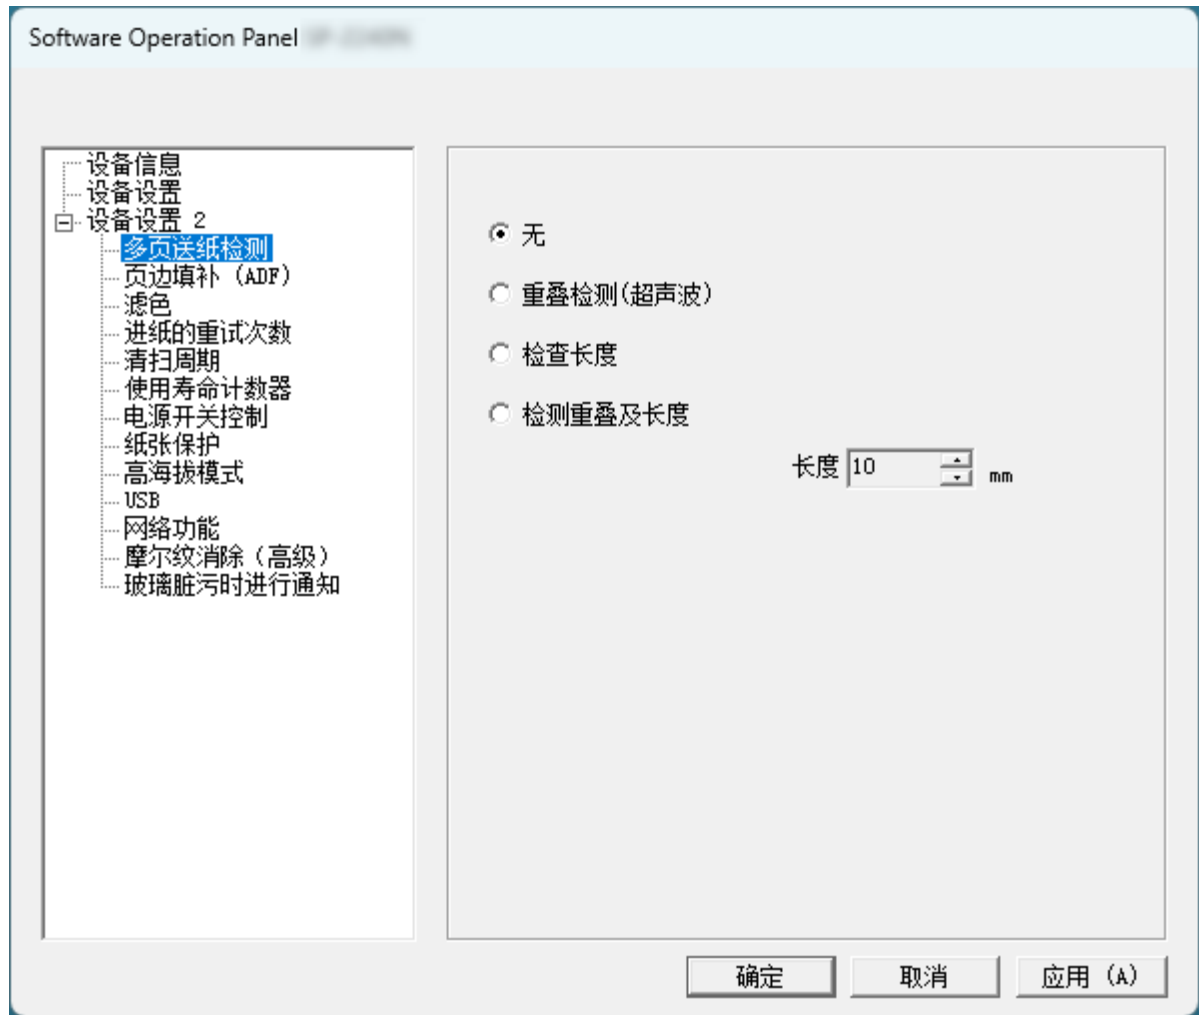 Software Operation Panel
设备信息
设备设置
设备设置 2
多页送纸检测
页边填补 (ADF)
滤色
进纸的重试次数
清扫周期
使用寿命计数器
电源开关控制
纸张保护
高海拔模式
USB
网络功能
摩尔纹消除（高级）
玻璃脏污时进行通知
无
重叠检测(超声波)
检查长度
检测重叠及长度
长度 10 mm
确定 取消 应用 (A)